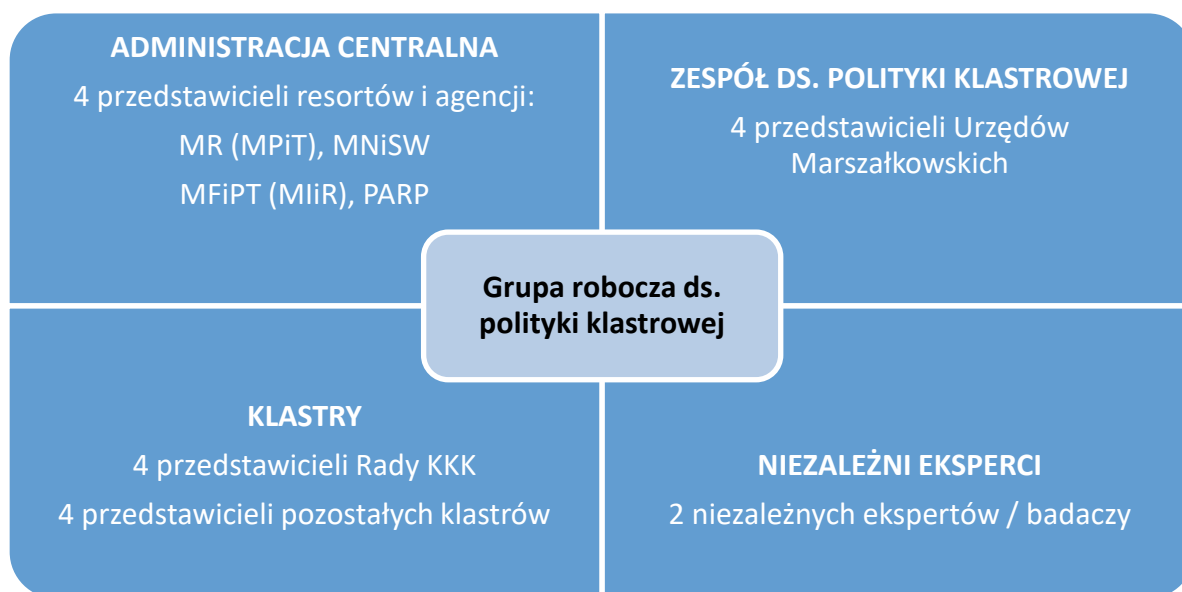 ADMINISTRACJA CENTRALNA
4 przedstawicieli resortów i agencji:
MR (MPiT), MNiSW
MFiPT (MIiR), PARP
ZESPÓŁ DS. POLITYKI KLASTROWEJ
4 przedstawicieli Urzędów
Marszałkowskich
Grupa robocza ds.
polityki klastrowej
KLASTRY
4 przedstawicieli Rady KKK
4 przedstawicieli pozostałych klastrów
NIEZALEŻNI EKSPERCI
2 niezależnych ekspertów / badaczy